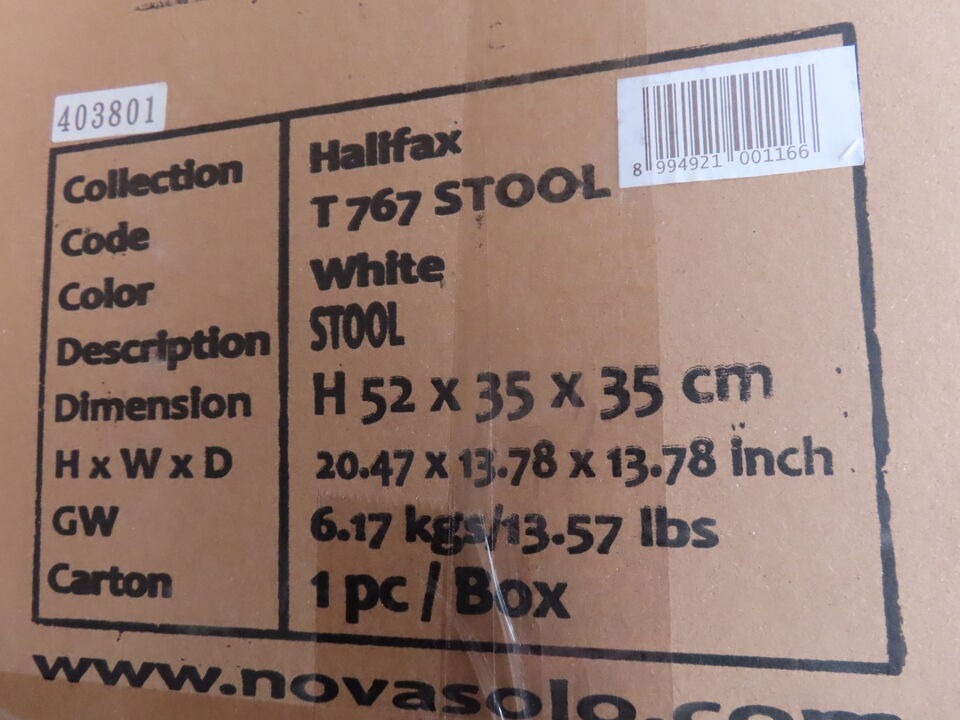 403801
8 994921 001166
Collection Halifax
Code T 767 STOOL
Color White
Description STOOL
Dimension H 52 x 35 x 35 cm
H x W x D 20.47 x 13.78 x 13.78 inch
GW 6.17 kgs/13.57 lbs
Carton 1 pc / Box
www.novasolo.com